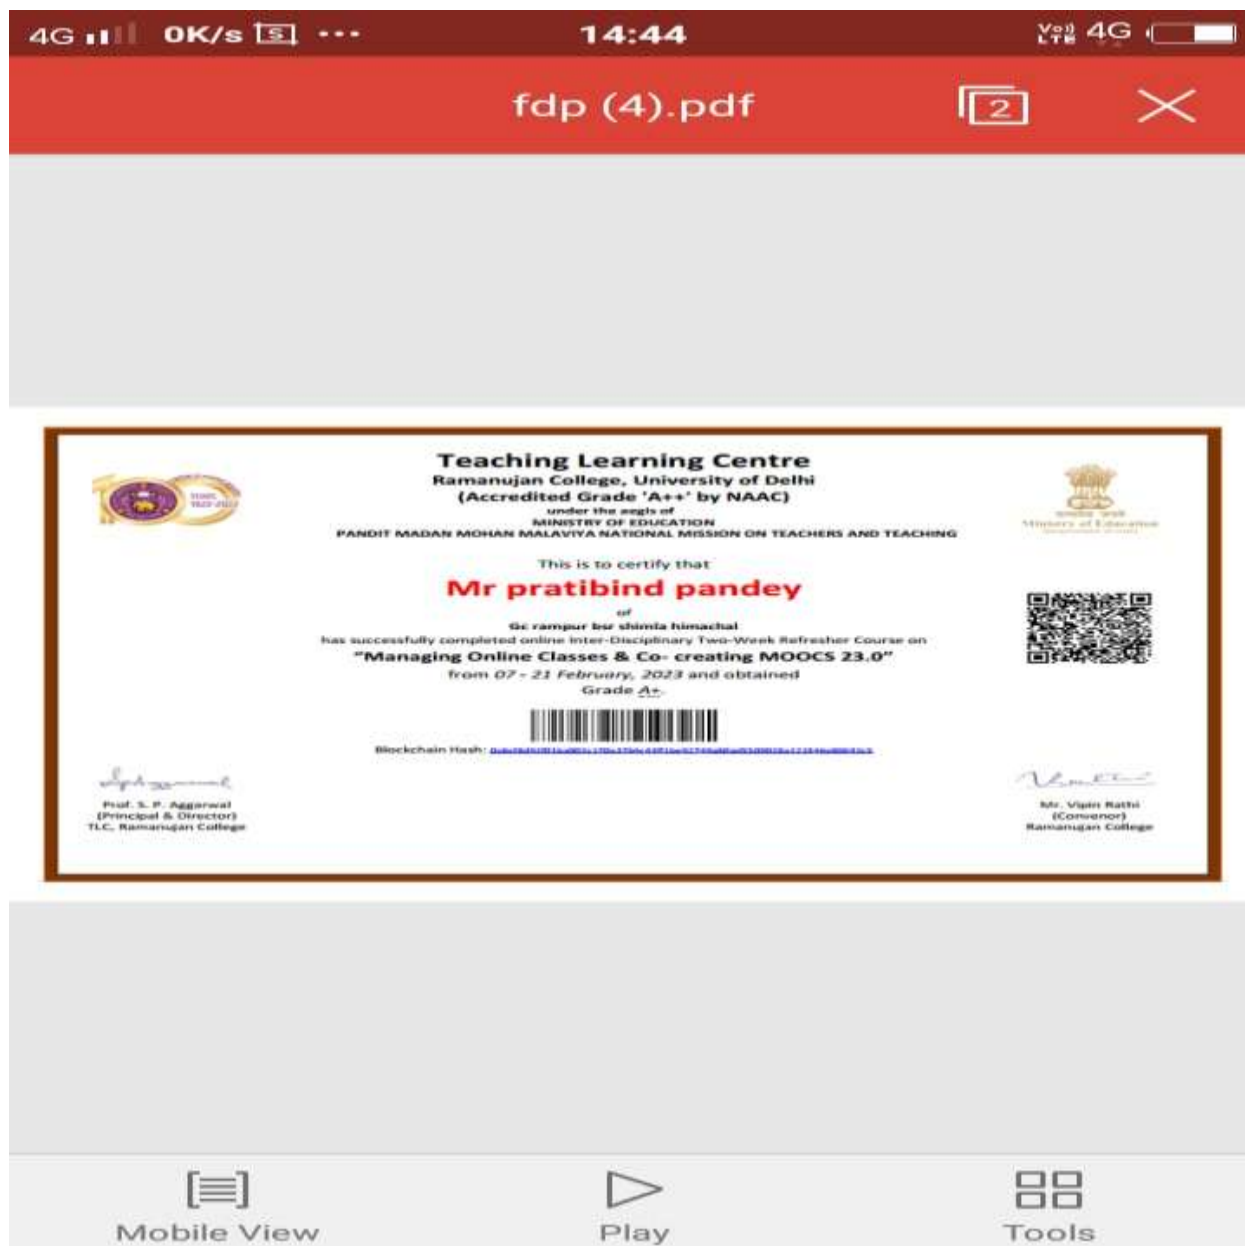 4G 0K/s S ... 14:44 VoLTE 4G
fdp (4).pdf 2
Teaching Learning Centre
Ramanujan College, University of Delhi
(Accredited Grade 'A++' by NAAC)
under the aegis of
MINISTRY OF EDUCATION
PANDIT MADAN MOHAN MALAVIYA NATIONAL MISSION ON TEACHERS AND TEACHING
Ministry of Education
This is to certify that
Mr pratibind pandey
of
Gc rampur bsr shimla himachal
has successfully completed online Inter-Disciplinary Two-Week Refresher Course on
"Managing Online Classes & Co- creating MOOCS 23.0"
from 07 - 21 February, 2023 and obtained
Grade A+.
Blockchain Hash:
Prof. S. P. Aggarwal
(Principal & Director)
TLC, Ramanujan College
Mr. Vipin Rathi
(Convenor)
Ramanujan College
Mobile View Play Tools